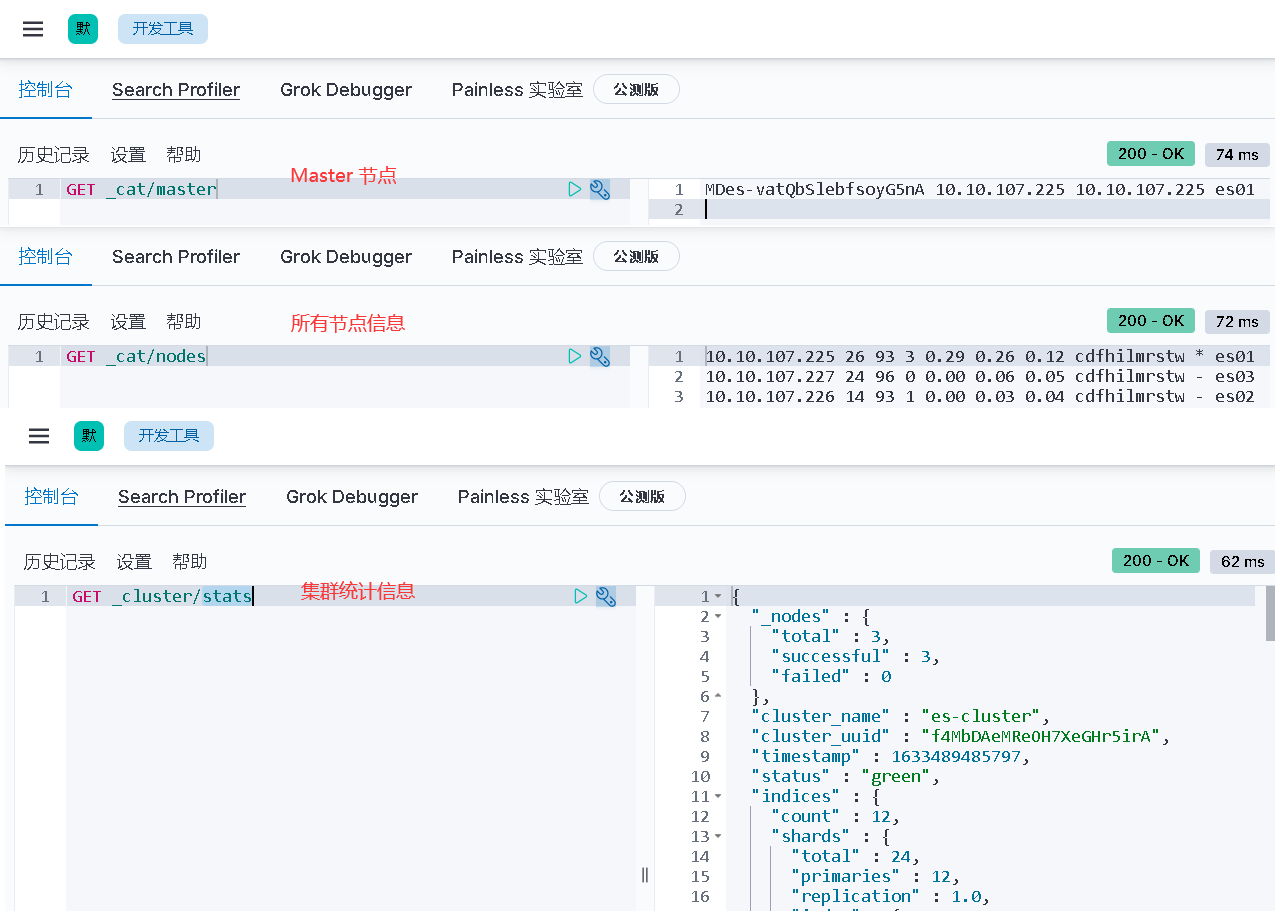 默 开发工具
控制台 Search Profiler Grok Debugger Painless 实验室 公测版
历史记录 设置 帮助 200 - OK 74 ms
Master 节点
1 GET _cat/master
1 MDes-vatQbSlebfsoyG5nA 10.10.107.225 10.10.107.225 es01
2
控制台 Search Profiler Grok Debugger Painless 实验室 公测版
历史记录 设置 帮助 200 - OK 72 ms
所有节点信息
1 GET _cat/nodes
1 10.10.107.225 26 93 3 0.29 0.26 0.12 cdfhilmrstw * es01
2 10.10.107.227 24 96 0 0.00 0.06 0.05 cdfhilmrstw - es03
3 10.10.107.226 14 93 1 0.00 0.03 0.04 cdfhilmrstw - es02
默 开发工具
控制台 Search Profiler Grok Debugger Painless 实验室 公测版
历史记录 设置 帮助 200 - OK 62 ms
集群统计信息
1 GET _cluster/stats
1 {
2 "_nodes" : {
3 "total" : 3,
4 "successful" : 3,
5 "failed" : 0
6 },
7 "cluster_name" : "es-cluster",
8 "cluster_uuid" : "f4MbDAeMReOH7XeGHr5irA",
9 "timestamp" : 1633489485797,
10 "status" : "green",
11 "indices" : {
12 "count" : 12,
13 "shards" : {
14 "total" : 24,
15 "primaries" : 12,
16 "replication" : 1.0,